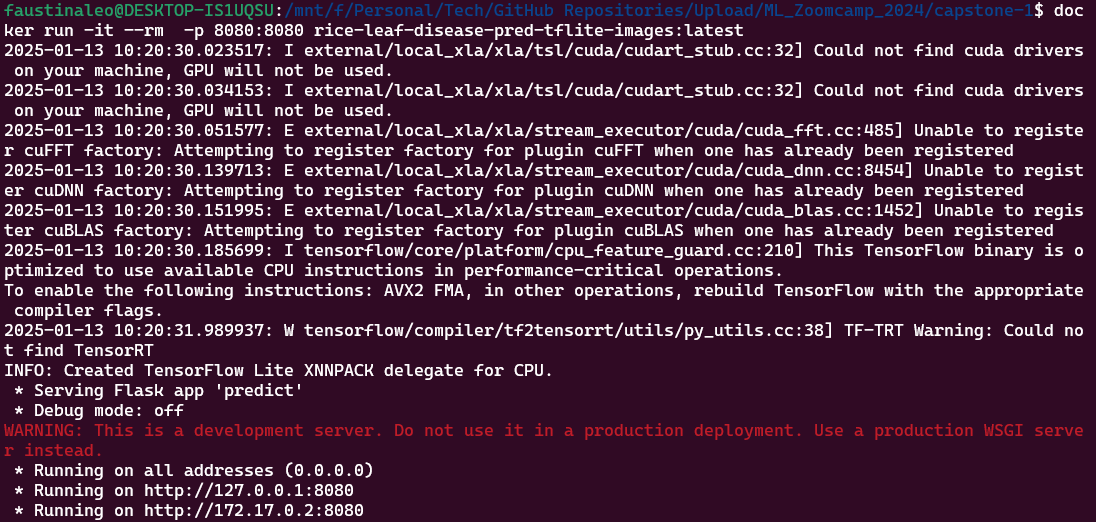 faustinaleo@DESKTOP-IS1UQSU:/mnt/f/Personal/Tech/GitHub Repositories/Upload/ML_Zoomcamp_2024/capstone-1$ doc
ker run -it --rm  -p 8080:8080 rice-leaf-disease-pred-tflite-images:latest
2025-01-13 10:20:30.023517: I external/local_xla/xla/tsl/cuda/cudart_stub.cc:32] Could not find cuda drivers
 on your machine, GPU will not be used.
2025-01-13 10:20:30.034153: I external/local_xla/xla/tsl/cuda/cudart_stub.cc:32] Could not find cuda drivers
 on your machine, GPU will not be used.
2025-01-13 10:20:30.051577: E external/local_xla/xla/stream_executor/cuda/cuda_fft.cc:485] Unable to registe
r cuFFT factory: Attempting to register factory for plugin cuFFT when one has already been registered
2025-01-13 10:20:30.139713: E external/local_xla/xla/stream_executor/cuda/cuda_dnn.cc:8454] Unable to regist
er cuDNN factory: Attempting to register factory for plugin cuDNN when one has already been registered
2025-01-13 10:20:30.151995: E external/local_xla/xla/stream_executor/cuda/cuda_blas.cc:1452] Unable to regis
ter cuBLAS factory: Attempting to register factory for plugin cuBLAS when one has already been registered
2025-01-13 10:20:30.185699: I tensorflow/core/platform/cpu_feature_guard.cc:210] This TensorFlow binary is o
ptimized to use available CPU instructions in performance-critical operations.
To enable the following instructions: AVX2 FMA, in other operations, rebuild TensorFlow with the appropriate
 compiler flags.
2025-01-13 10:20:31.989937: W tensorflow/compiler/tf2tensorrt/utils/py_utils.cc:38] TF-TRT Warning: Could no
t find TensorRT
INFO: Created TensorFlow Lite XNNPACK delegate for CPU.
 * Serving Flask app 'predict'
 * Debug mode: off
WARNING: This is a development server. Do not use it in a production deployment. Use a production WSGI serve
r instead.
 * Running on all addresses (0.0.0.0)
 * Running on http://127.0.0.1:8080
 * Running on http://172.17.0.2:8080